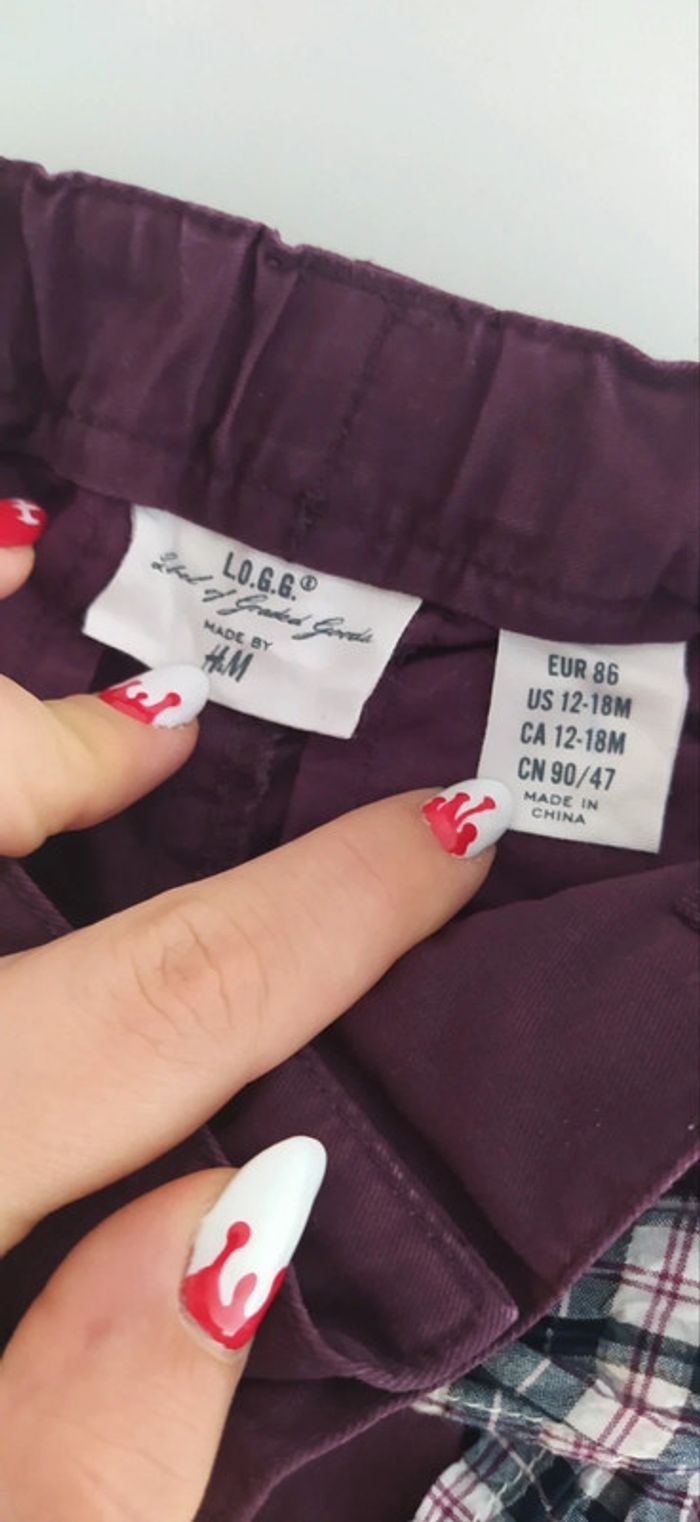 L.O.G.G.®
Label of Graded Goods
MADE BY
H&M
EUR 86
US 12-18M
CA 12-18M
CN 90/47
MADE IN
CHINA